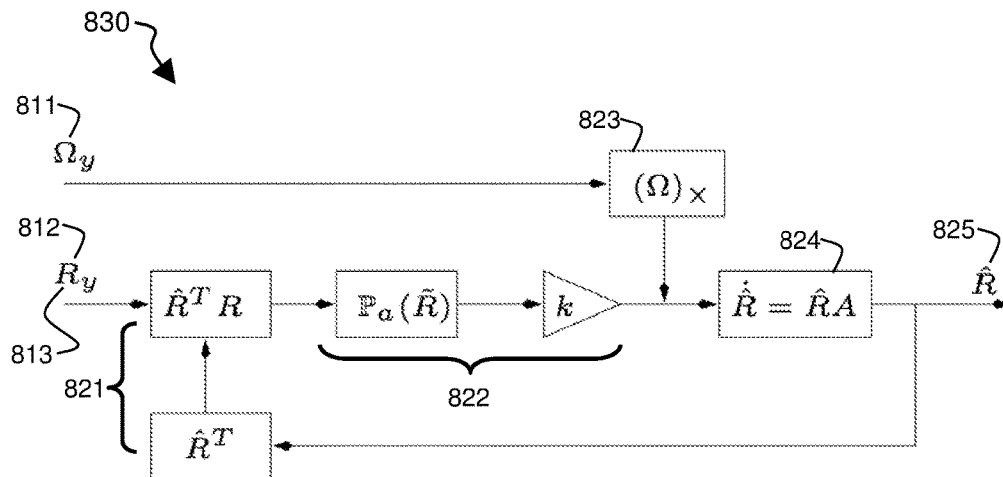 830
811
Ω_y
823
(Ω)_×
812
R_y
813
R̂^T R
ℙ_a(R̃)
k
824
Ṙ̂ = R̂A
825
R̂
821
822
R̂^T